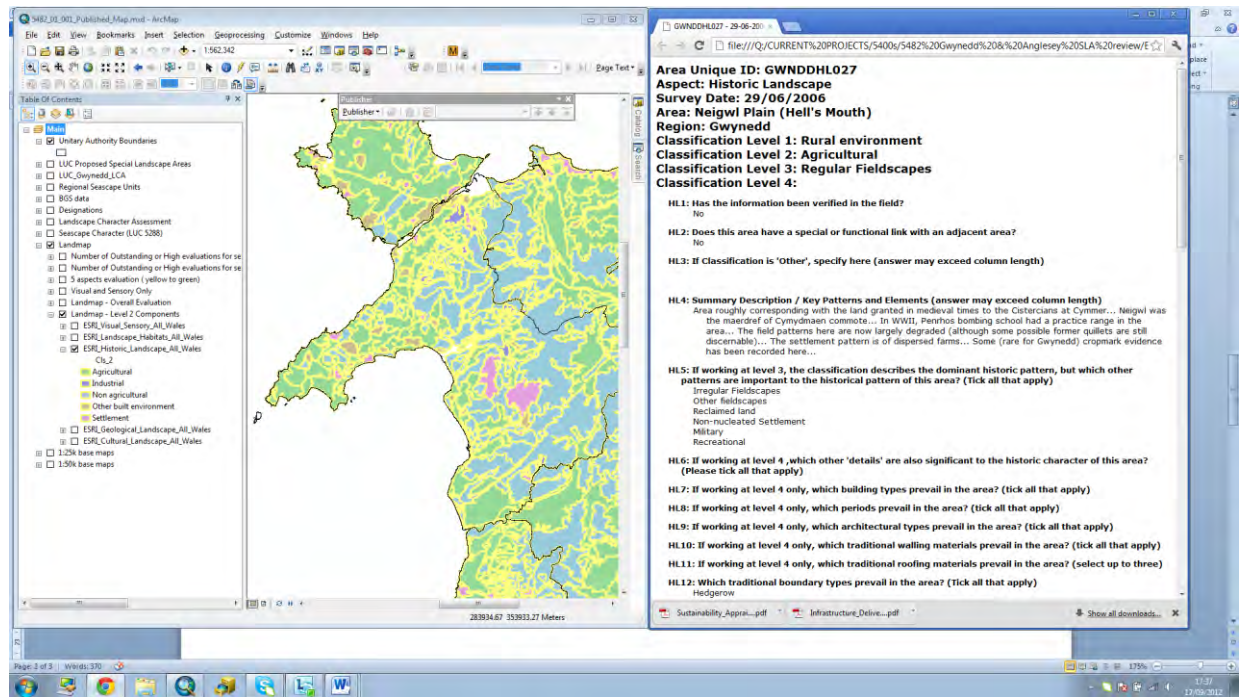 5482_01_001_Published_Map.mxd - ArcMap
File Edit View Bookmarks Insert Selection Geoprocessing Customize Windows Help
1:562,342
Page Text
Table Of Contents
Main
Unitary Authority Boundaries
LUC Proposed Special Landscape Areas
LUC_Gwynedd_LCA
Regional Seascape Units
BGS data
Designations
Landscape Character Assessment
Seascape Character (LUC 5288)
Landmap
Number of Outstanding or High evaluations for se
Number of Outstanding or High evaluations for se
5 aspects evaluation ( yellow to green)
Visual and Sensory Only
Landmap - Overall Evaluation
Landmap - Level 2 Components
ESRI_Visual_Sensory_All_Wales
ESRI_Landscape_Habitats_All_Wales
ESRI_Historic_Landscape_All_Wales
Cls_2
Agricultural
Industrial
Non agricultural
Other built environment
Settlement
ESRI_Geological_Landscape_All_Wales
ESRI_Cultural_Landscape_All_Wales
1:25k base maps
1:50k base maps
Publisher
Publisher
Catalog
Search
283934.67 353933.27 Meters
GWNDDHL027 - 29-06-200
file:///Q:/CURRENT%20PROJECTS/5400s/5482%20Gwynedd%20&%20Anglesey%20SLA%20review/E
Area Unique ID: GWNDDHL027
Aspect: Historic Landscape
Survey Date: 29/06/2006
Area: Neigwl Plain (Hell's Mouth)
Region: Gwynedd
Classification Level 1: Rural environment
Classification Level 2: Agricultural
Classification Level 3: Regular Fieldscapes
Classification Level 4:
HL1: Has the information been verified in the field?
No
HL2: Does this area have a special or functional link with an adjacent area?
No
HL3: If Classification is 'Other', specify here (answer may exceed column length)
HL4: Summary Description / Key Patterns and Elements (answer may exceed column length)
Area roughly corresponding with the land granted in medieval times to the Cistercians at Cymmer... Neigwl was
the maerdref of Cymydmaen commote... In WWII, Penrhos bombing school had a practice range in the
area... The field patterns here are now largely degraded (although some possible former quillets are still
discernable)... The settlement pattern is of dispersed farms... Some (rare for Gwynedd) cropmark evidence
has been recorded here...
HL5: If working at level 3, the classification describes the dominant historic pattern, but which other
patterns are important to the historical pattern of this area? (Tick all that apply)
Irregular Fieldscapes
Other fieldscapes
Reclaimed land
Non-nucleated Settlement
Military
Recreational
HL6: If working at level 4 ,which other 'details' are also significant to the historic character of this area?
(Please tick all that apply)
HL7: If working at level 4 only, which building types prevail in the area? (tick all that apply)
HL8: If working at level 4 only, which periods prevail in the area? (tick all that apply)
HL9: If working at level 4 only, which architectural types prevail in the area? (tick all that apply)
HL10: If working at level 4 only, which traditional walling materials prevail in the area? (tick all that apply)
HL11: If working at level 4 only, which traditional roofing materials prevail in the area? (select up to three)
HL12: Which traditional boundary types prevail in the area? (Tick all that apply)
Hedgerow
Sustainability_Apprai....pdf
Infrastructure_Delive....pdf
Show all downloads...
Words: 370
175%
17:37
17/09/2012